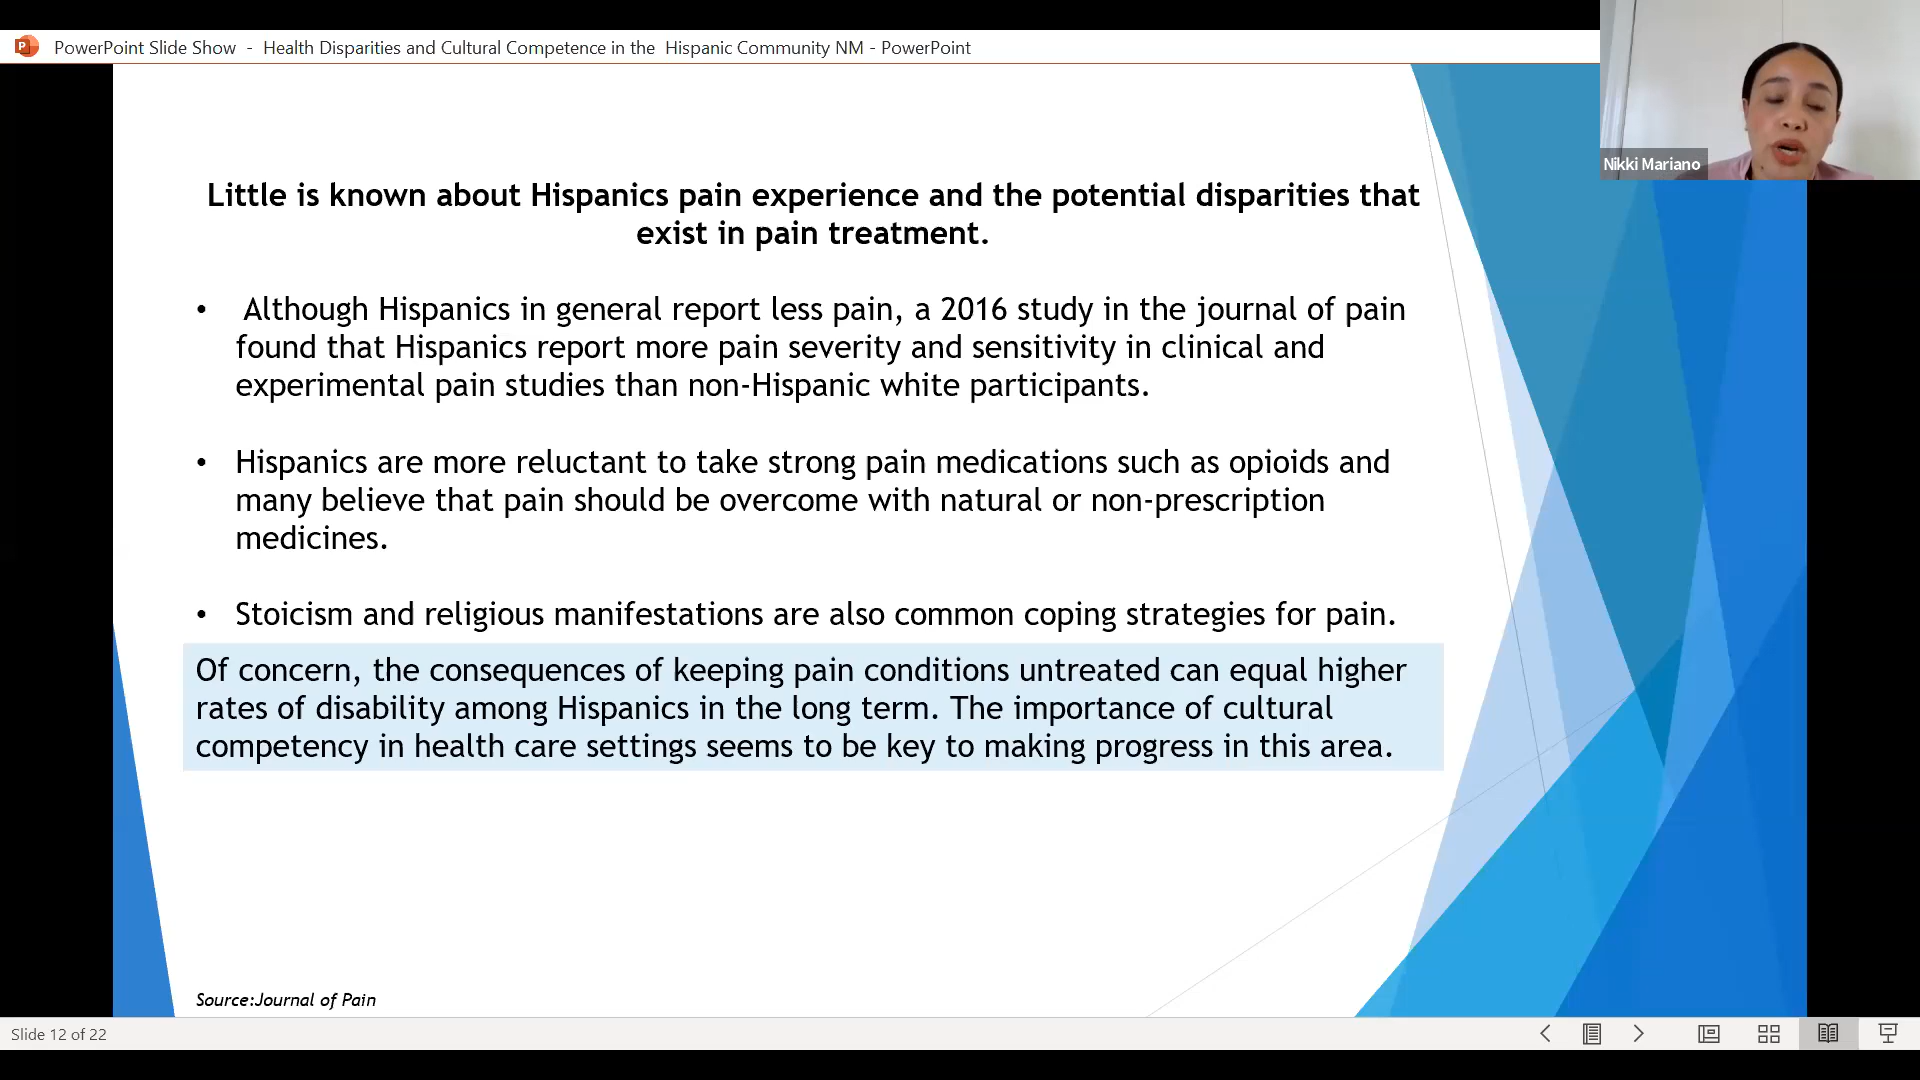 PowerPoint Slide Show - Health Disparities and Cultural Competence in the Hispanic Community NM - PowerPoint
Nikki Mariano
Little is known about Hispanics pain experience and the potential disparities that
exist in pain treatment.
• Although Hispanics in general report less pain, a 2016 study in the journal of pain
found that Hispanics report more pain severity and sensitivity in clinical and
experimental pain studies than non-Hispanic white participants.
• Hispanics are more reluctant to take strong pain medications such as opioids and
many believe that pain should be overcome with natural or non-prescription
medicines.
• Stoicism and religious manifestations are also common coping strategies for pain.
Of concern, the consequences of keeping pain conditions untreated can equal higher
rates of disability among Hispanics in the long term. The importance of cultural
competency in health care settings seems to be key to making progress in this area.
Source:Journal of Pain
Slide 12 of 22